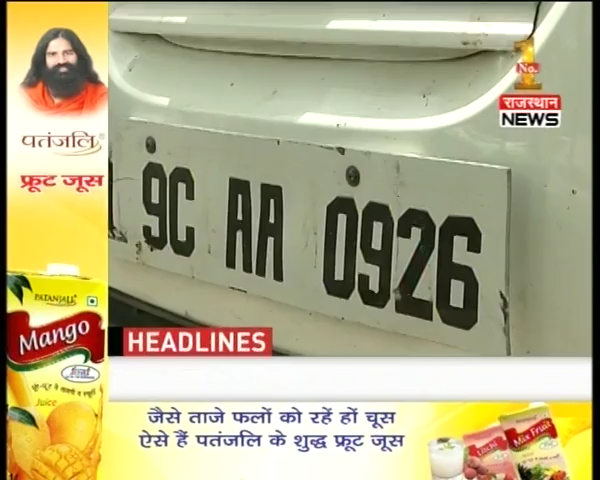 No.
1
राजस्थान
NEWS
पतंजलि®
फ्रूट जूस
9C AA 0926
HEADLINES
PATANJALI
Mango
Juice
जैसे ताजे फलों को रहें हों चूस
ऐसे हैं पतंजलि के शुद्ध फ्रूट जूस
Litchi
Mix Fruit